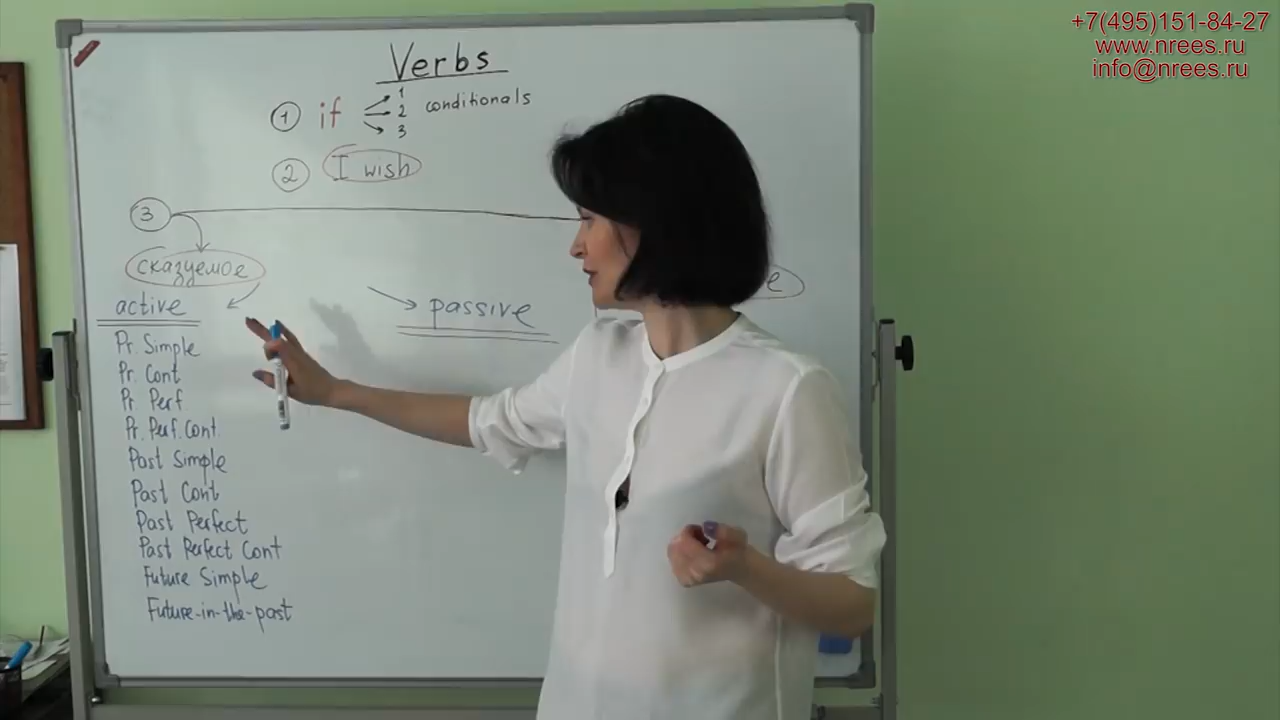 +7(495)151-84-27
www.nrees.ru
info@nrees.ru
Verbs
1 if 1 2 3 conditionals
2 I wish
3
сказуемое
active
passive
Pr. Simple
Pr. Cont
Pr. Perf.
Pr. Perf. Cont.
Past Simple
Past Cont
Past Perfect
Past Perfect Cont
Future Simple
Future-in-the-past